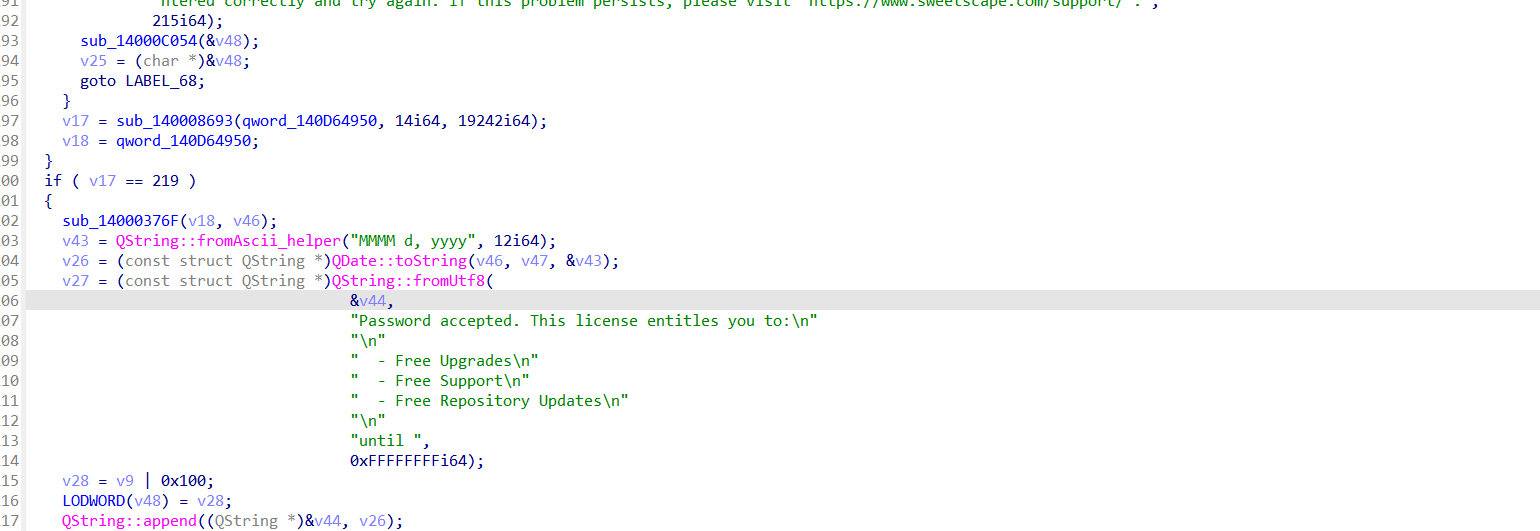 91 "ntered correctly and try again. If this problem persists, please visit 'https://www.sweetscape.com/support/'.",
92 215i64);
93 sub_14000C054(&v48);
94 v25 = (char *)&v48;
95 goto LABEL_68;
96 }
97 v17 = sub_140008693(qword_140D64950, 14i64, 19242i64);
98 v18 = qword_140D64950;
99 }
00 if ( v17 == 219 )
01 {
02 sub_14000376F(v18, v46);
03 v43 = QString::fromAscii_helper("MMMM d, yyyy", 12i64);
04 v26 = (const struct QString *)QDate::toString(v46, v47, &v43);
05 v27 = (const struct QString *)QString::fromUtf8(
06 &v44,
07 "Password accepted. This license entitles you to:\n"
08 "\n"
09 "  - Free Upgrades\n"
10 "  - Free Support\n"
11 "  - Free Repository Updates\n"
12 "\n"
13 "until ",
14 0xFFFFFFFFi64);
15 v28 = v9 | 0x100;
16 LODWORD(v48) = v28;
17 QString::append((QString *)&v44, v26);